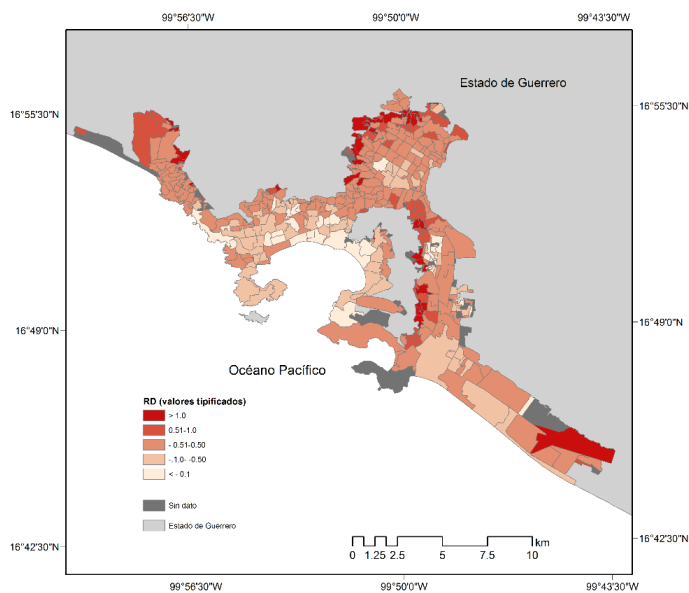 99°56'30"W 99°50'0"W 99°43'30"W
Estado de Guerrero
16°55'30"N 16°55'30"N
16°49'0"N 16°49'0"N
Océano Pacífico
RD (valores tipificados)
> 1.0
0.51-1.0
- 0.51-0.50
-.1.0- -0.50
< - 0.1
Sin dato
Estado de Guerrero
16°42'30"N 16°42'30"N
km
0 1.25 2.5 5 7.5 10
99°56'30"W 99°50'0"W 99°43'30"W